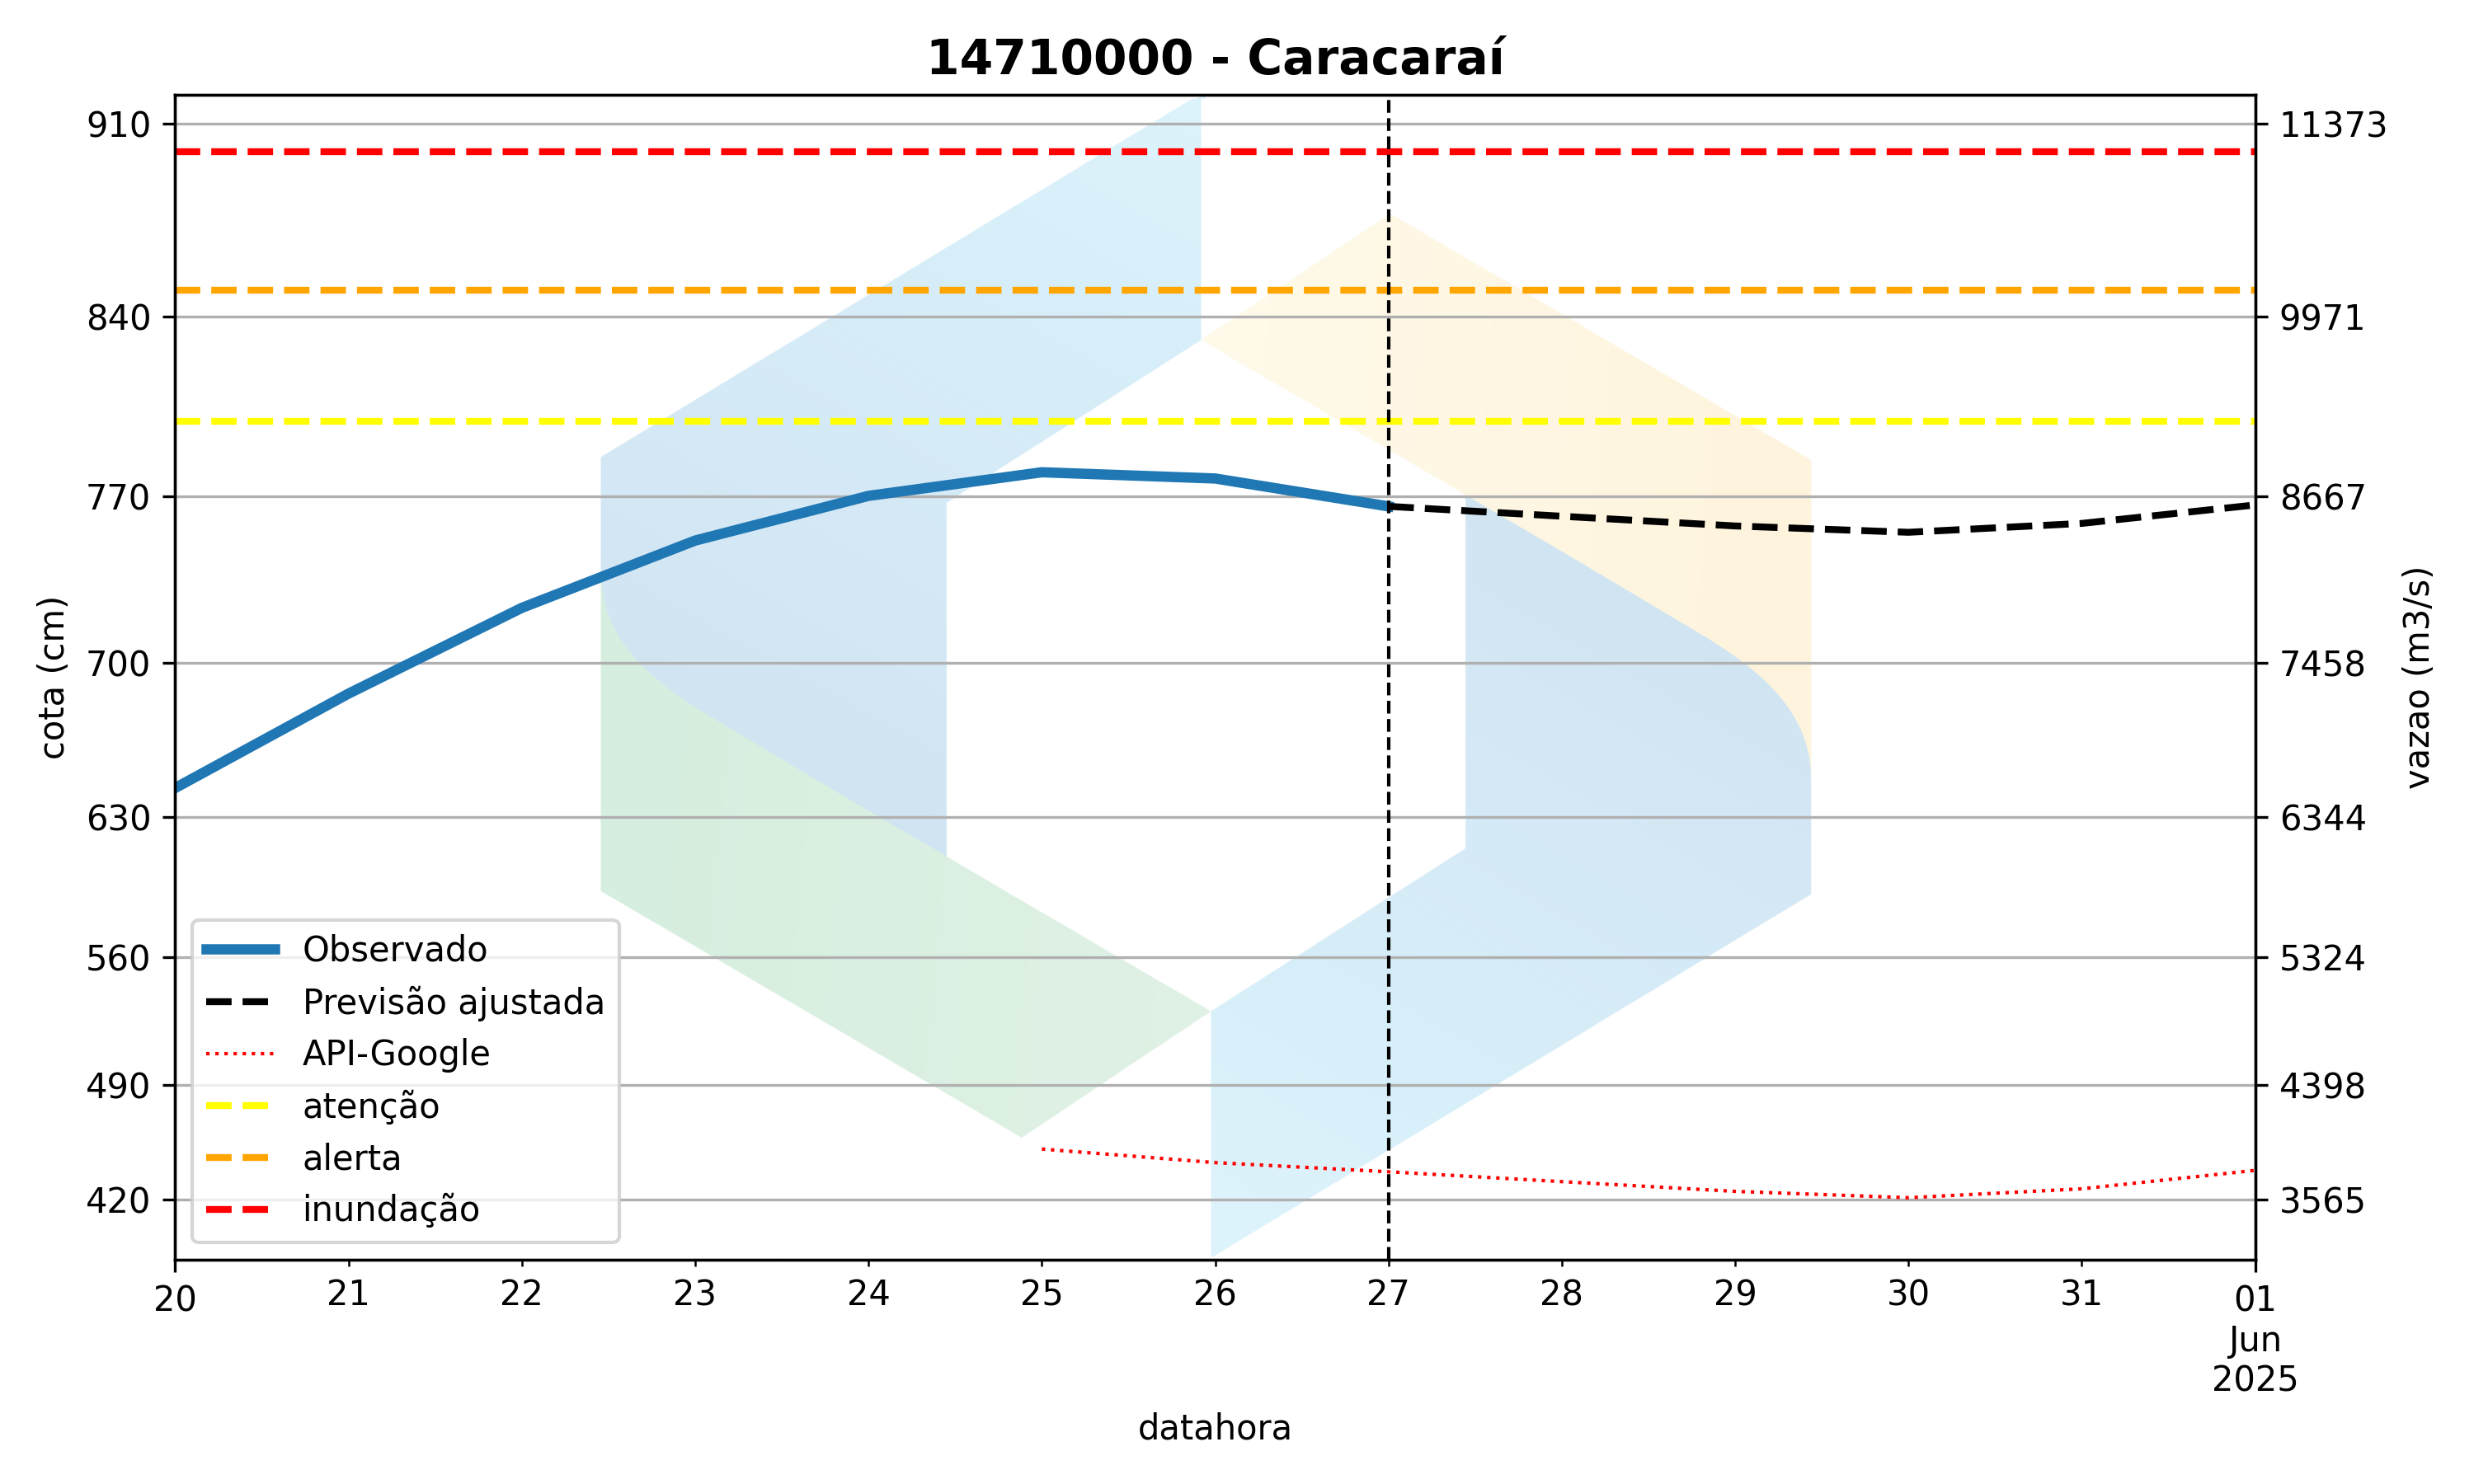 14710000 - Caracaraí
cota (cm)
910
840
770
700
630
560
490
420
11373
9971
8667
7458
6344
5324
4398
3565
vazao (m3/s)
Observado
Previsão ajustada
API-Google
atenção
alerta
inundação
20 21 22 23 24 25 26 27 28 29 30 31 01
Jun
2025
datahora